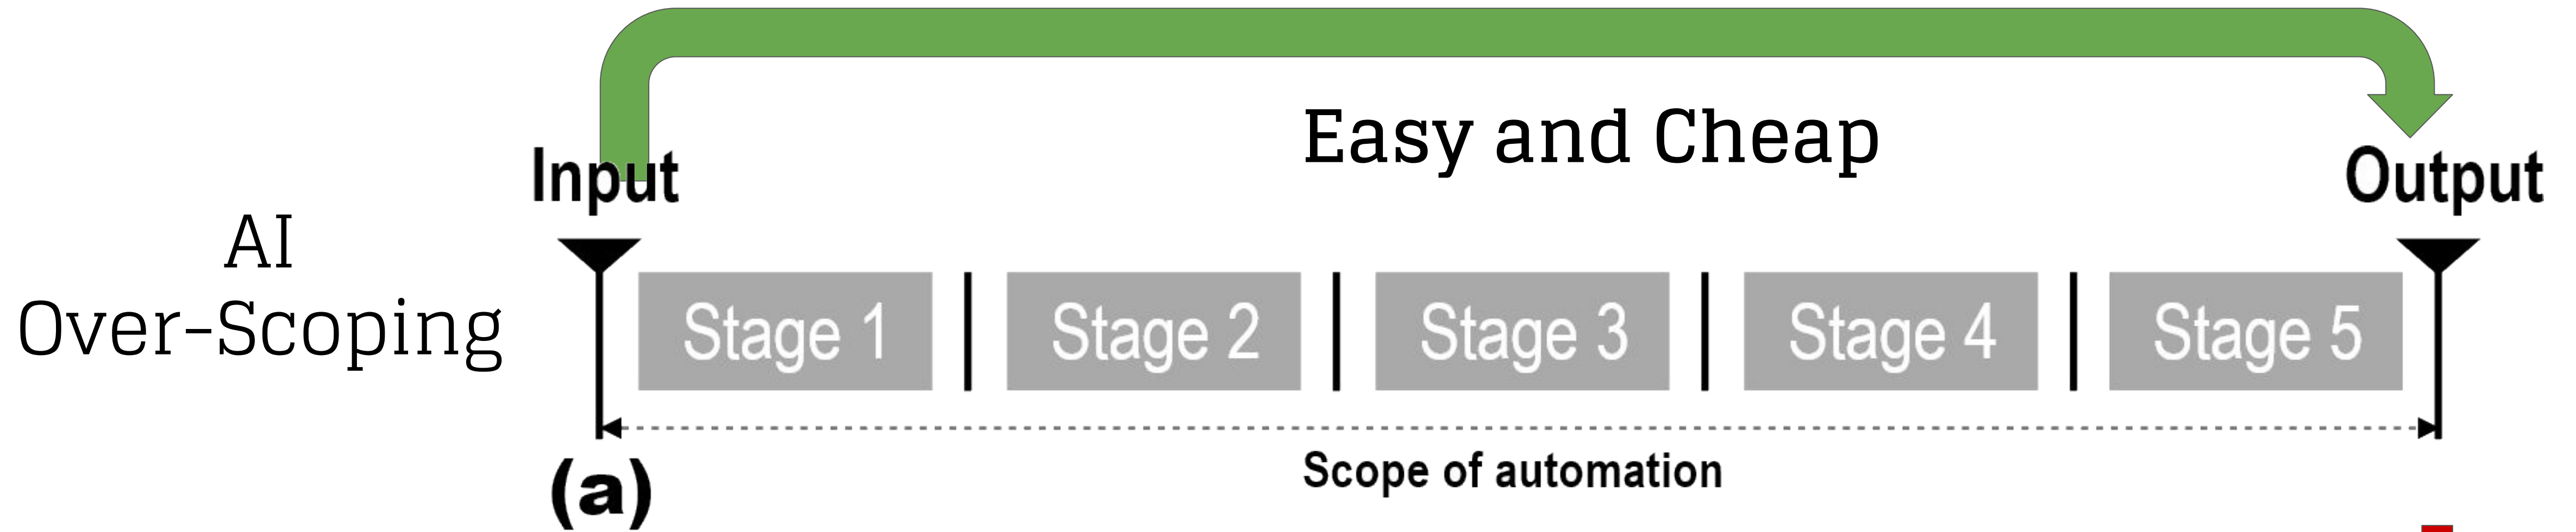 Easy and Cheap
Input
Output
AI
Over-Scoping
Stage 1
Stage 2
Stage 3
Stage 4
Stage 5
Scope of automation
(a)